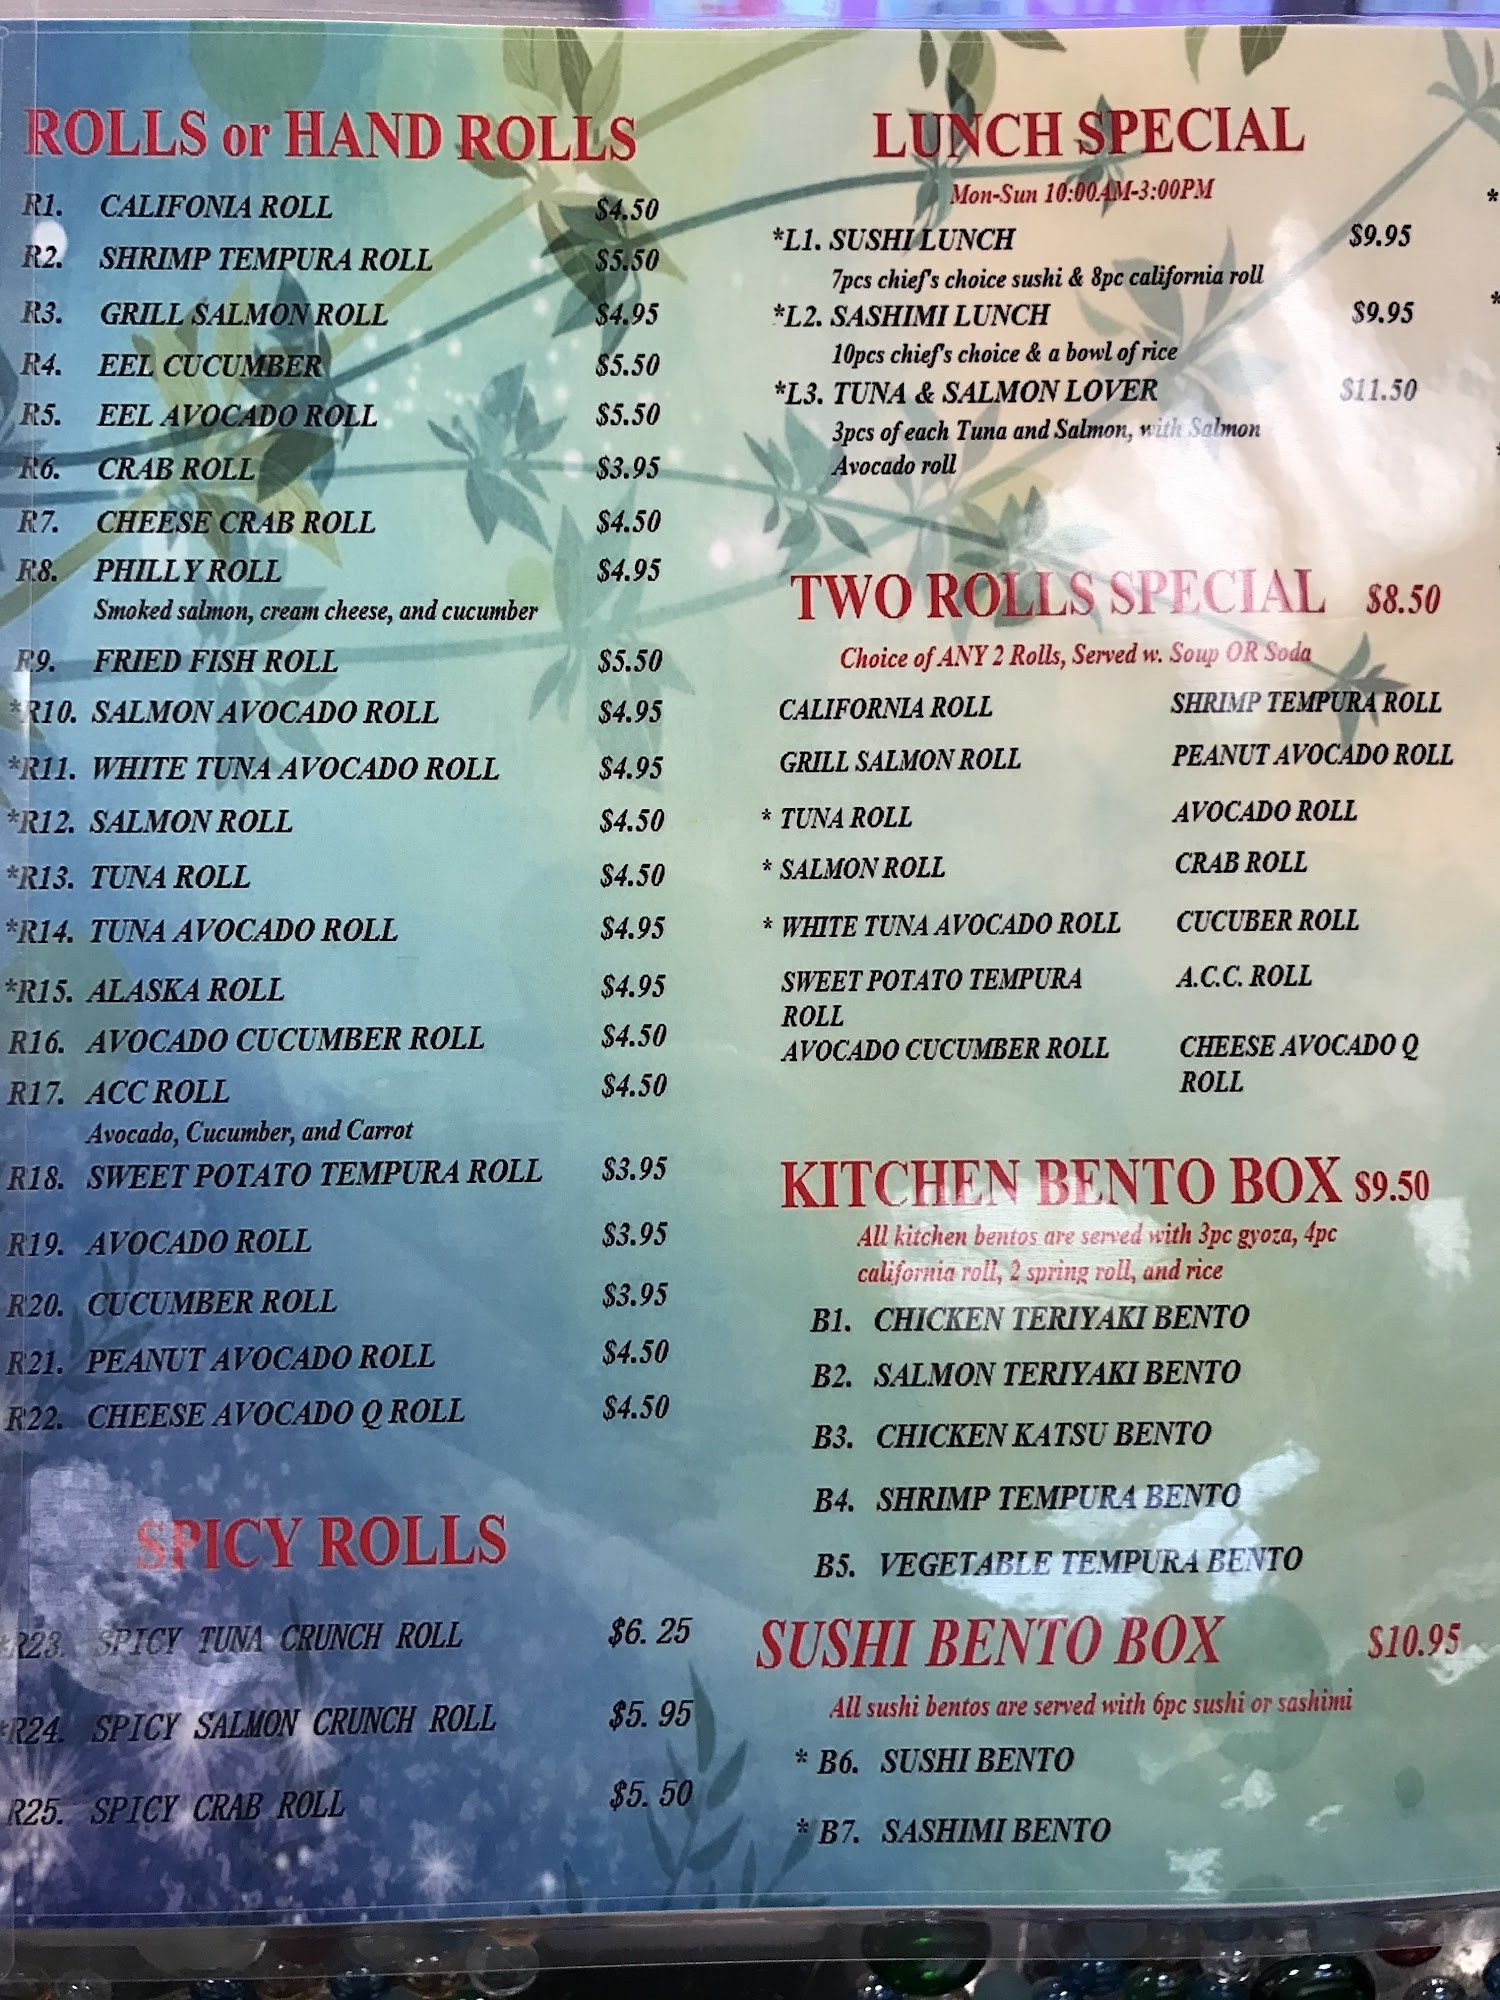 ROLLS or HAND ROLLS
R1. CALIFONIA ROLL $4.50
R2. SHRIMP TEMPURA ROLL $5.50
R3. GRILL SALMON ROLL $4.95
R4. EEL CUCUMBER $5.50
R5. EEL AVOCADO ROLL $5.50
R6. CRAB ROLL $3.95
R7. CHEESE CRAB ROLL $4.50
R8. PHILLY ROLL $4.95
Smoked salmon, cream cheese, and cucumber
R9. FRIED FISH ROLL $5.50
*R10. SALMON AVOCADO ROLL $4.95
*R11. WHITE TUNA AVOCADO ROLL $4.95
*R12. SALMON ROLL $4.50
*R13. TUNA ROLL $4.50
*R14. TUNA AVOCADO ROLL $4.95
*R15. ALASKA ROLL $4.95
R16. AVOCADO CUCUMBER ROLL $4.50
R17. ACC ROLL $4.50
Avocado, Cucumber, and Carrot
R18. SWEET POTATO TEMPURA ROLL $3.95
R19. AVOCADO ROLL $3.95
R20. CUCUMBER ROLL $3.95
R21. PEANUT AVOCADO ROLL $4.50
R22. CHEESE AVOCADO Q ROLL $4.50
SPICY ROLLS
*R23. SPICY TUNA CRUNCH ROLL $6.25
*R24. SPICY SALMON CRUNCH ROLL $5.95
R25. SPICY CRAB ROLL $5.50
LUNCH SPECIAL
Mon-Sun 10:00AM-3:00PM
*L1. SUSHI LUNCH $9.95
7pcs chief's choice sushi & 8pc california roll
*L2. SASHIMI LUNCH $9.95
10pcs chief's choice & a bowl of rice
*L3. TUNA & SALMON LOVER $11.50
3pcs of each Tuna and Salmon, with Salmon
Avocado roll
TWO ROLLS SPECIAL $8.50
Choice of ANY 2 Rolls, Served w. Soup OR Soda
CALIFORNIA ROLL SHRIMP TEMPURA ROLL
GRILL SALMON ROLL PEANUT AVOCADO ROLL
* TUNA ROLL AVOCADO ROLL
* SALMON ROLL CRAB ROLL
* WHITE TUNA AVOCADO ROLL CUCUBER ROLL
SWEET POTATO TEMPURA A.C.C. ROLL
ROLL
AVOCADO CUCUMBER ROLL CHEESE AVOCADO Q
ROLL
KITCHEN BENTO BOX $9.50
All kitchen bentos are served with 3pc gyoza, 4pc
california roll, 2 spring roll, and rice
B1. CHICKEN TERIYAKI BENTO
B2. SALMON TERIYAKI BENTO
B3. CHICKEN KATSU BENTO
B4. SHRIMP TEMPURA BENTO
B5. VEGETABLE TEMPURA BENTO
SUSHI BENTO BOX $10.95
All sushi bentos are served with 6pc sushi or sashimi
* B6. SUSHI BENTO
* B7. SASHIMI BENTO